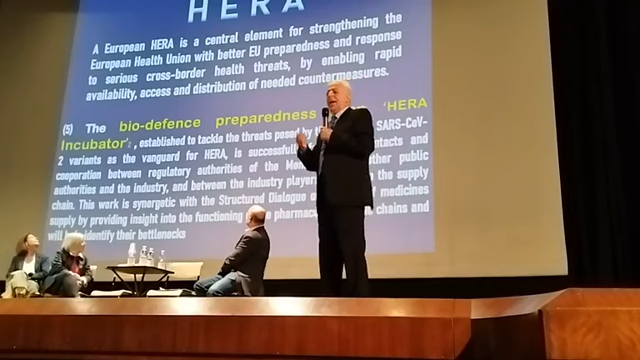 HERA
A European HERA is a central element for strengthening the
European Health Union with better EU preparedness and response
to serious cross-border health threats, by enabling rapid
availability, access and distribution of needed countermeasures.
(5) The bio-defence preparedness 'HERA
Incubator', established to tackle the threats posed by SARS-CoV-
2 variants as the vanguard for HERA, is successful contacts and
cooperation between regulatory authorities of the other public
authorities and the industry, and between the industry players the supply
chain. This work is synergetic with the Structured Dialogue medicines
supply by providing insight into the functioning chains and
will identify their bottlenecks